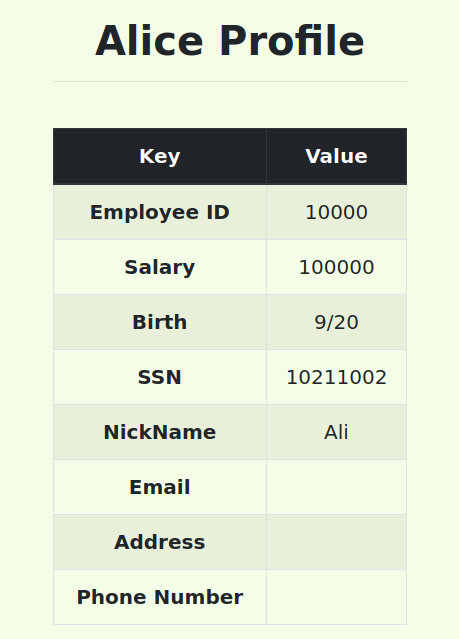 Alice Profile
Key Value
Employee ID 10000
Salary 100000
Birth 9/20
SSN 10211002
NickName Ali
Email
Address
Phone Number